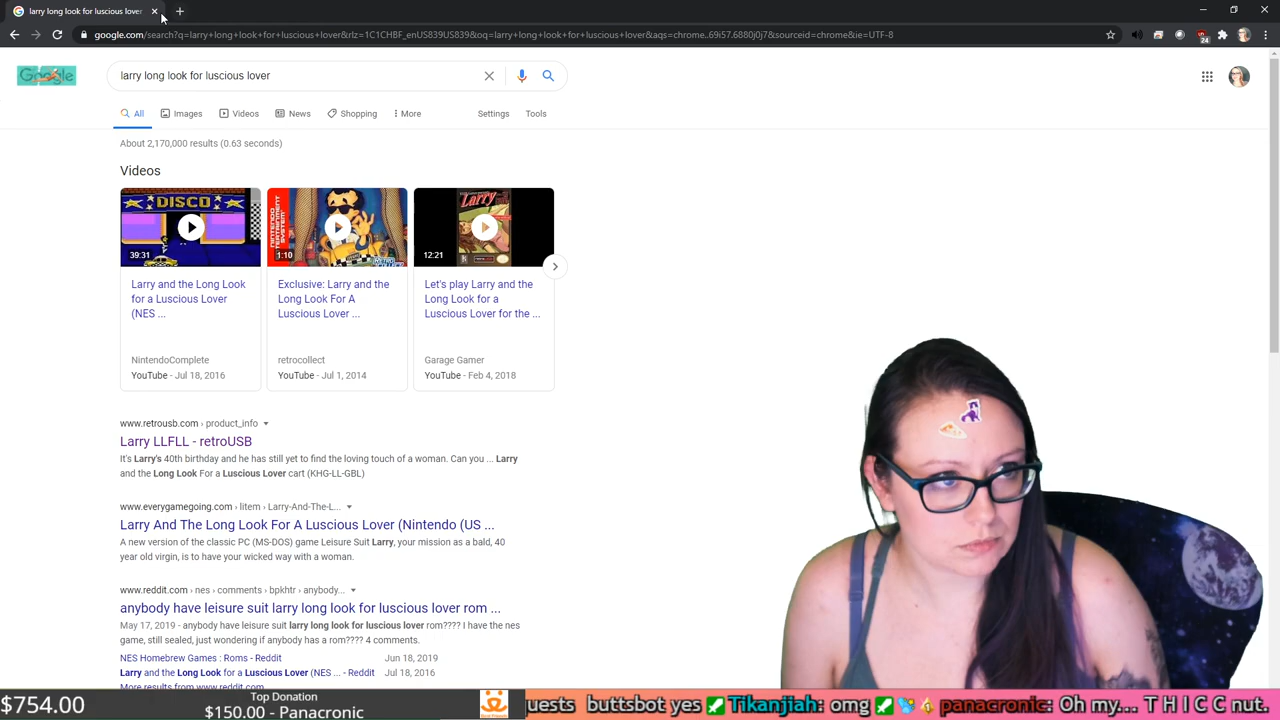 larry long look for luscious lover
google.com/search?q=larry+long+look+for+luscious+lover&rlz=1C1CHBF_enUS839US839&oq=larry+long+look+for+luscious+lover&aqs=chrome..69i57.6880j0j7&sourceid=chrome&ie=UTF-8
24
Google
larry long look for luscious lover
All Images Videos News Shopping More Settings Tools
About 2,170,000 results (0.63 seconds)
Videos
DISCO
39:31
NINTENDO ENTERTAINMENT SYSTEM
1:10
Larry
12:21
Larry and the Long Look for a Luscious Lover (NES ...
NintendoComplete
YouTube - Jul 18, 2016
Exclusive: Larry and the Long Look For A Luscious Lover ...
retrocollect
YouTube - Jul 1, 2014
Let's play Larry and the Long Look for a Luscious Lover for the ...
Garage Gamer
YouTube - Feb 4, 2018
www.retrousb.com › product_info
Larry LLFLL - retroUSB
It's Larry's 40th birthday and he has still yet to find the loving touch of a woman. Can you ... Larry
and the Long Look For a Luscious Lover cart (KHG-LL-GBL)
www.everygamegoing.com › litem › Larry-And-The-L...
Larry And The Long Look For A Luscious Lover (Nintendo (US ...
A new version of the classic PC (MS-DOS) game Leisure Suit Larry, your mission as a bald, 40
year old virgin, is to have your wicked way with a woman.
www.reddit.com › nes › comments › bpkhtr › anybody...
anybody have leisure suit larry long look for luscious lover rom ...
May 17, 2019 - anybody have leisure suit larry long look for luscious lover rom???? I have the nes
game, still sealed, just wondering if anybody has a rom???? 4 comments.
NES Homebrew Games : Roms - Reddit Jun 18, 2019
Larry and the Long Look for a Luscious Lover (NES ... - Reddit Jul 18, 2016
More results from www.reddit.com
$754.00
Top Donation
$150.00 - Panacronic
uests buttsbot yes Tikanjiah: omg panacronic: Oh my... T H I C C nut.